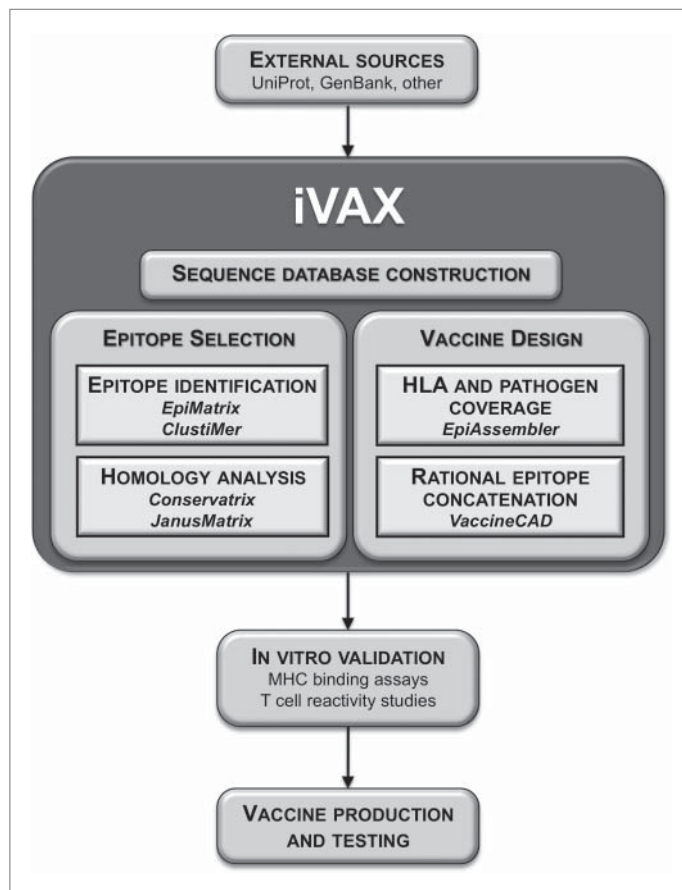 EXTERNAL SOURCES
UniProt, GenBank, other
iVAX
SEQUENCE DATABASE CONSTRUCTION
EPITOPE SELECTION
EPITOPE IDENTIFICATION
EpiMatrix
ClustiMer
HOMOLOGY ANALYSIS
Conservatrix
JanusMatrix
VACCINE DESIGN
HLA AND PATHOGEN
COVERAGE
EpiAssembler
RATIONAL EPITOPE
CONCATENATION
VaccineCAD
IN VITRO VALIDATION
MHC binding assays
T cell reactivity studies
VACCINE PRODUCTION
AND TESTING